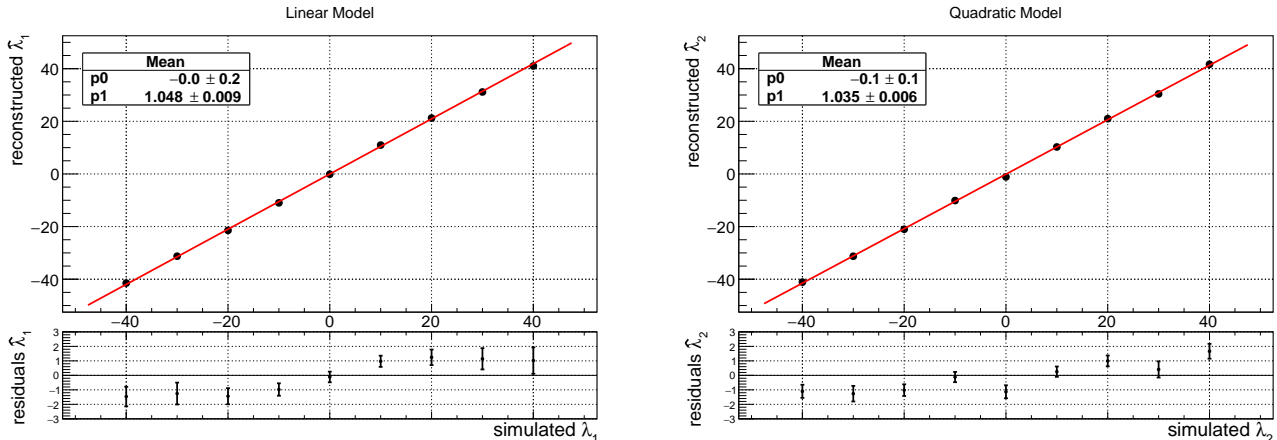 Linear Model
reconstructed λ̂₁
Mean
p0 −0.0 ± 0.2
p1 1.048 ± 0.009
40
20
0
−20
−40
−40 −20 0 20 40
residuals λ̂₁
3
2
1
0
−1
−2
−3
simulated λ̂₁
Quadratic Model
reconstructed λ̂₂
Mean
p0 −0.1 ± 0.1
p1 1.035 ± 0.006
40
20
0
−20
−40
−40 −20 0 20 40
residuals λ̂₂
3
2
1
0
−1
−2
−3
simulated λ̂₂